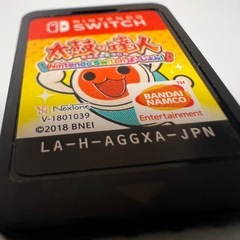 NINTENDO
SWITCH
太鼓の達人
Nintendo Switchば〜じょん!
NexTone
V-1801039
©2018 BNEI
BANDAI
NAMCO
Entertainment
LA-H-AGGXA-JPN